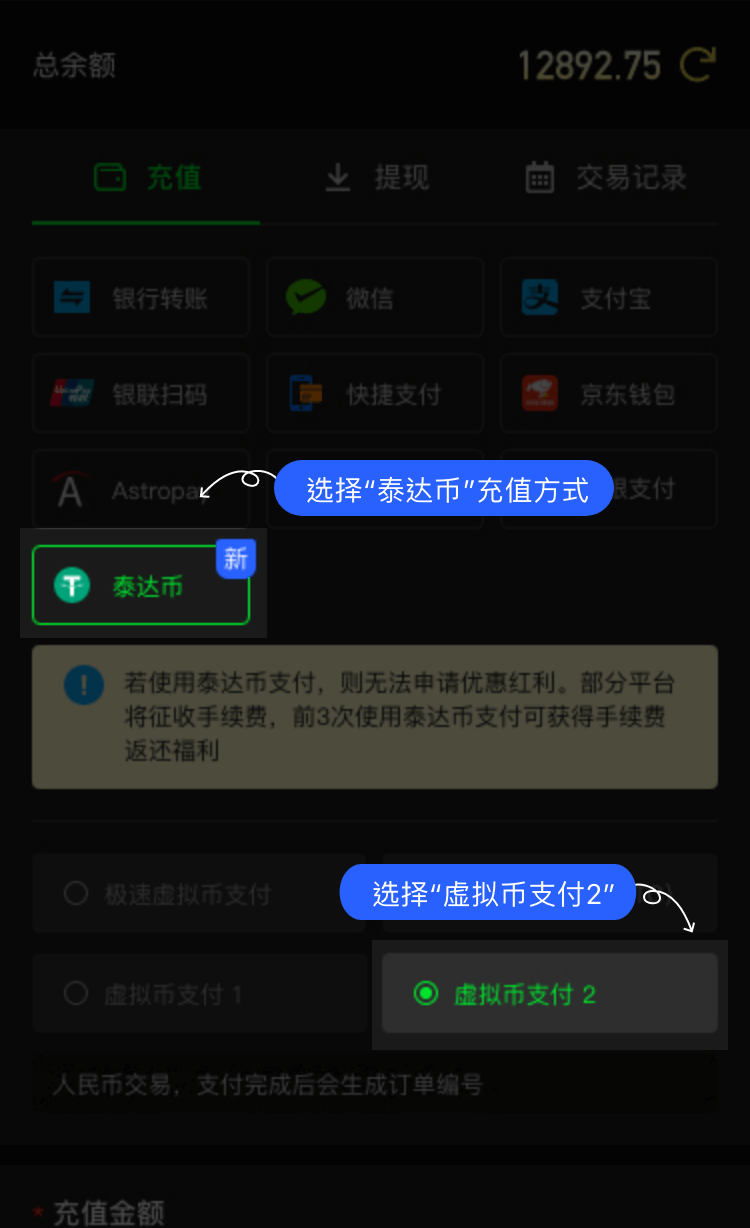 总余额
12892.75
充值
提现
交易记录
银行转账
微信
支付宝
银联扫码
快捷支付
京东钱包
Astropay
选择“泰达币”充值方式
支付
新
泰达币
若使用泰达币支付，则无法申请优惠红利。部分平台
将征收手续费，前3次使用泰达币支付可获得手续费
返还福利
极速虚拟币支付
选择“虚拟币支付2”
虚拟币支付 1
虚拟币支付 2
人民币交易，支付完成后会生成订单编号
* 充值金额